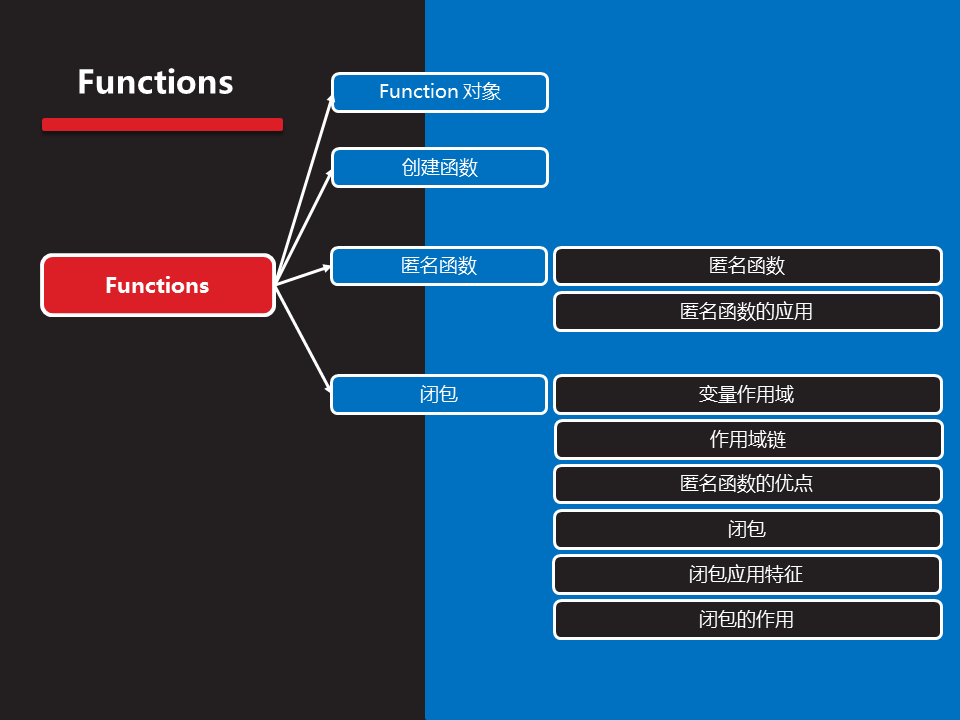 Functions
Functions
Function 对象
创建函数
匿名函数
匿名函数
匿名函数的应用
闭包
变量作用域
作用域链
匿名函数的优点
闭包
闭包应用特征
闭包的作用